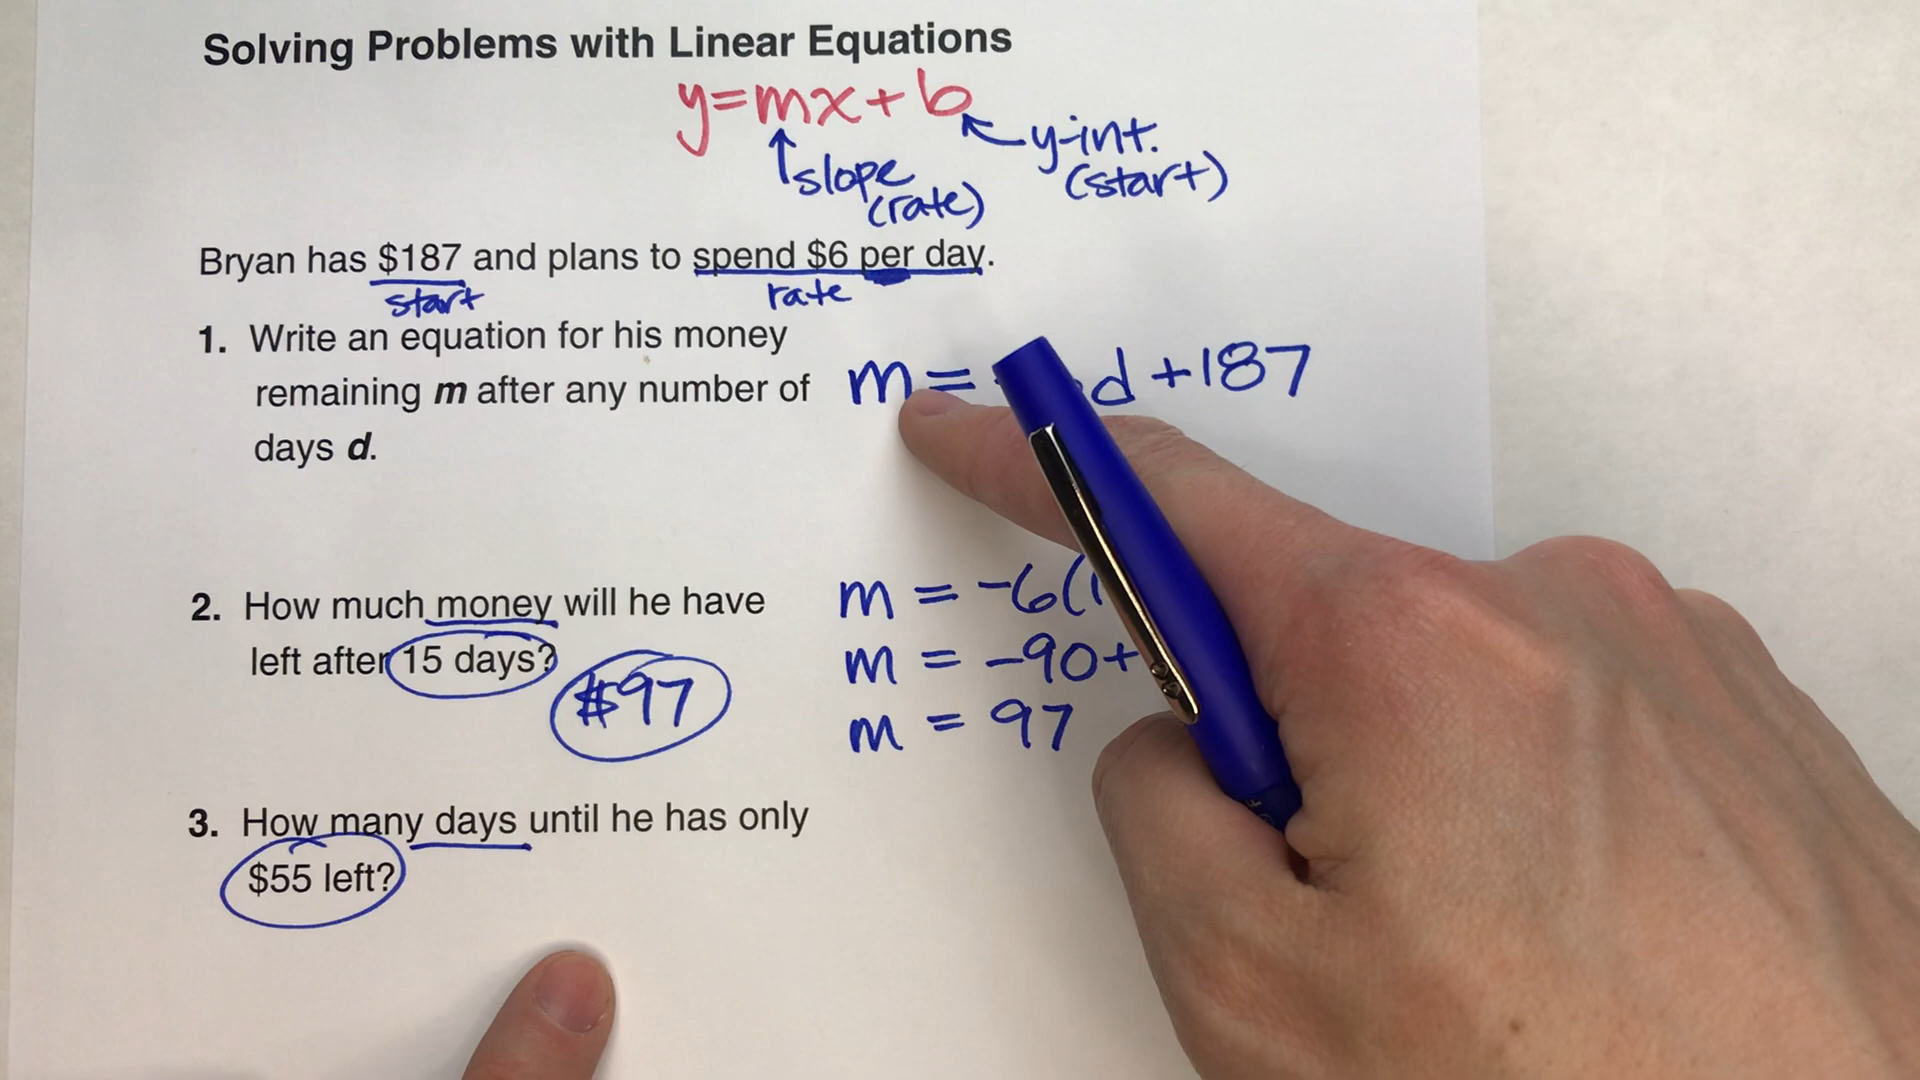 Solving Problems with Linear Equations
y=mx+b
y-int.
(start)
slope
(rate)
Bryan has $187 and plans to spend $6 per day.
start
rate
1. Write an equation for his money
remaining m after any number of
days d.
m= d +187
2. How much money will he have
left after 15 days?
$97
m = -6(
m = -90+
m = 97
3. How many days until he has only
$55 left?